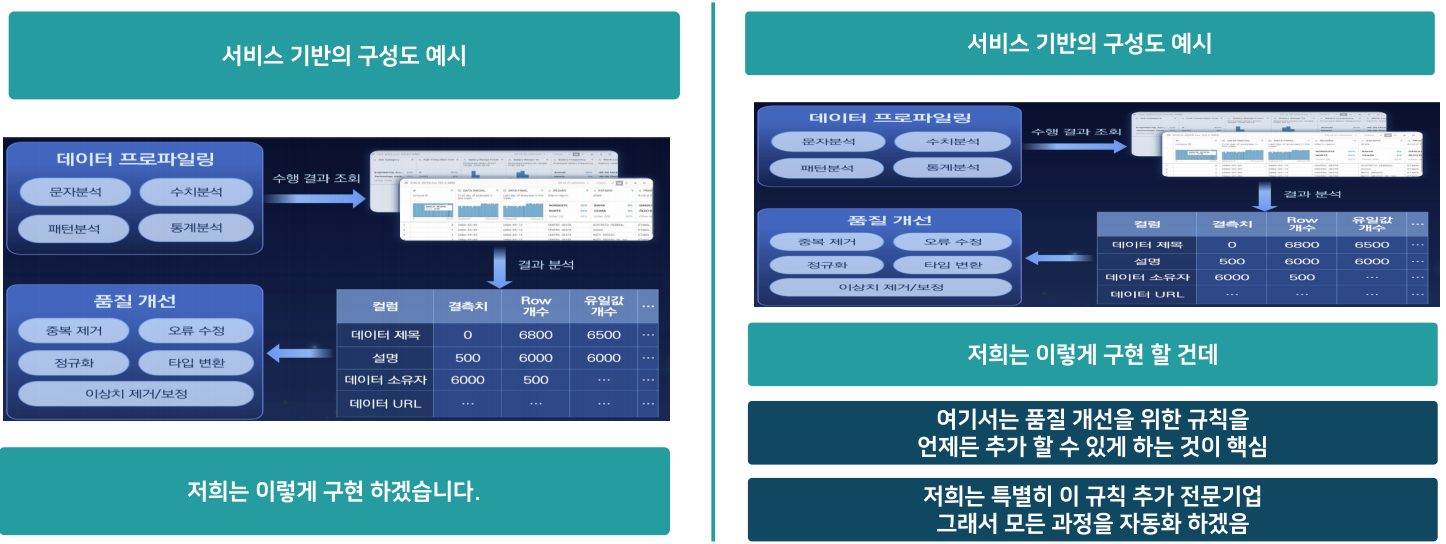 서비스 기반의 구성도 예시
데이터 프로파일링
문자분석 수치분석
패턴분석 통계분석
수행 결과 조회
결과 분석
품질 개선
중복 제거 오류 수정
정규화 타입 변환
이상치 제거/보정
컬럼 결측치 Row 개수 유일값 개수 ...
데이터 제목 0 6800 6500 ...
설명 500 6000 6000 ...
데이터 소유자 6000 500 ... ...
데이터 URL ... ... ... ...
저희는 이렇게 구현 하겠습니다.
서비스 기반의 구성도 예시
데이터 프로파일링
문자분석 수치분석
패턴분석 통계분석
수행 결과 조회
결과 분석
품질 개선
중복 제거 오류 수정
정규화 타입 변환
이상치 제거/보정
컬럼 결측치 Row 개수 유일값 개수 ...
데이터 제목 0 6800 6500 ...
설명 500 6000 6000 ...
데이터 소유자 6000 500 ... ...
데이터 URL ... ... ... ...
저희는 이렇게 구현 할 건데
여기서는 품질 개선을 위한 규칙을
언제든 추가 할 수 있게 하는 것이 핵심
저희는 특별히 이 규칙 추가 전문기업
그래서 모든 과정을 자동화 하겠음